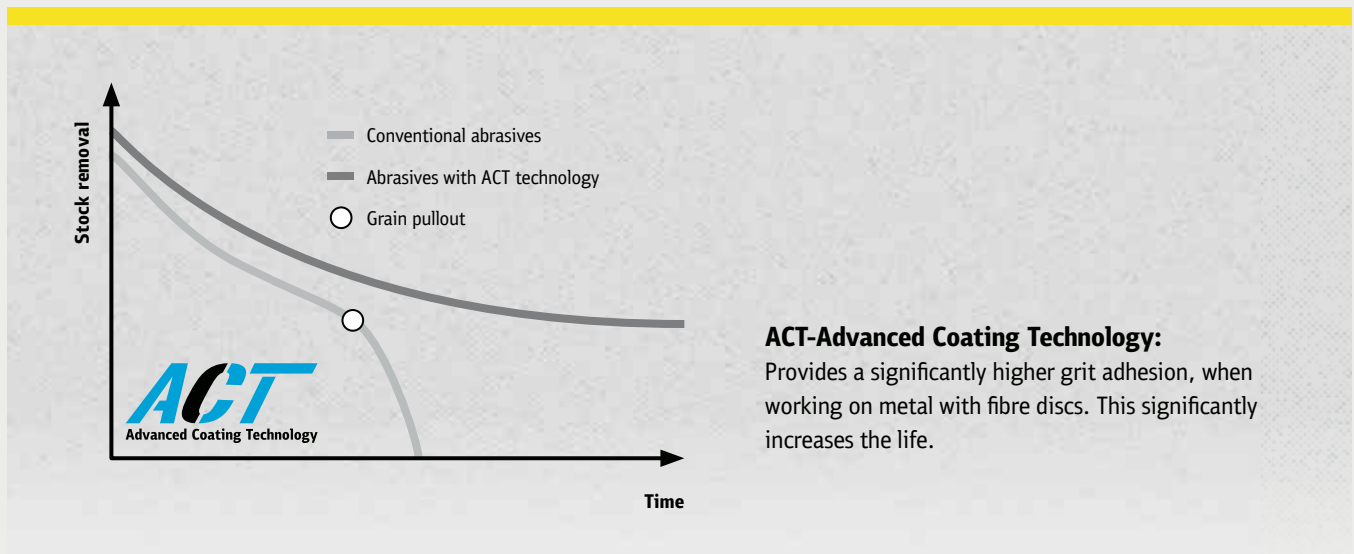 Stock removal
Conventional abrasives
Abrasives with ACT technology
Grain pullout
ACT
Advanced Coating Technology
Time
ACT-Advanced Coating Technology:
Provides a significantly higher grit adhesion, when
working on metal with fibre discs. This significantly
increases the life.